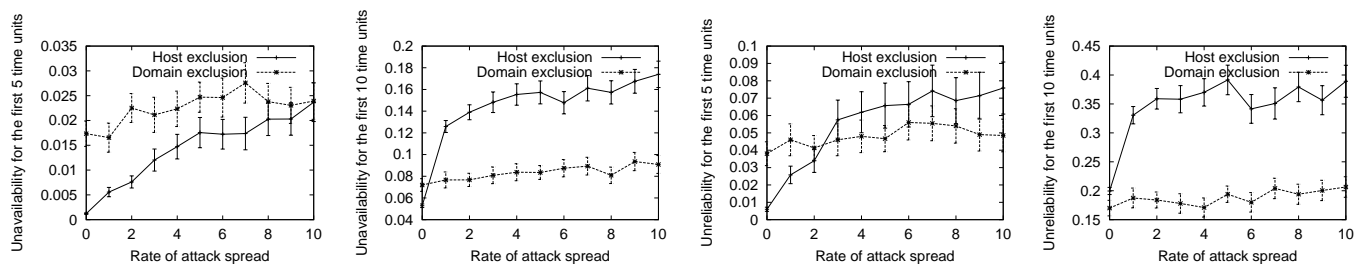 Unavailability for the first 5 time units
0.035
0.03
0.025
0.02
0.015
0.01
0.005
0
Host exclusion
Domain exclusion
0 2 4 6 8 10
Rate of attack spread
Unavailability for the first 10 time units
0.2
0.18
0.16
0.14
0.12
0.1
0.08
0.06
0.04
Host exclusion
Domain exclusion
0 2 4 6 8 10
Rate of attack spread
Unreliability for the first 5 time units
0.1
0.09
0.08
0.07
0.06
0.05
0.04
0.03
0.02
0.01
0
Host exclusion
Domain exclusion
0 2 4 6 8 10
Rate of attack spread
Unreliability for the first 10 time units
0.45
0.4
0.35
0.3
0.25
0.2
0.15
Host exclusion
Domain exclusion
0 2 4 6 8 10
Rate of attack spread